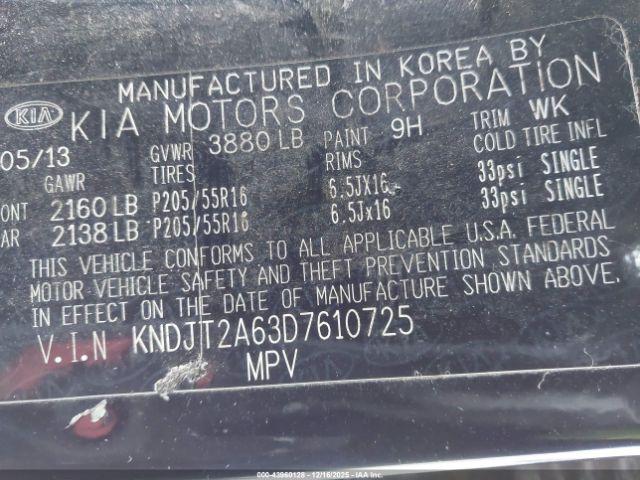 MANUFACTURED IN KOREA BY
KIA KIA MOTORS CORPORATION
05/13 GVWR 3880 LB PAINT 9H TRIM WK
GAWR TIRES RIMS COLD TIRE INFL
ONT 2160 LB P205/55R16 6.5JX16 33psi SINGLE
AR 2138 LB P205/55R16 6.5Jx16 33psi SINGLE
THIS VEHICLE CONFORMS TO ALL APPLICABLE U.S.A. FEDERAL
MOTOR VEHICLE SAFETY AND THEFT PREVENTION STANDARDS
IN EFFECT ON THE DATE OF MANUFACTURE SHOWN ABOVE.
V.I.N KNDJT2A63D7610725
MPV
000-43960128 - 12/16/2025 - IAAI.COM